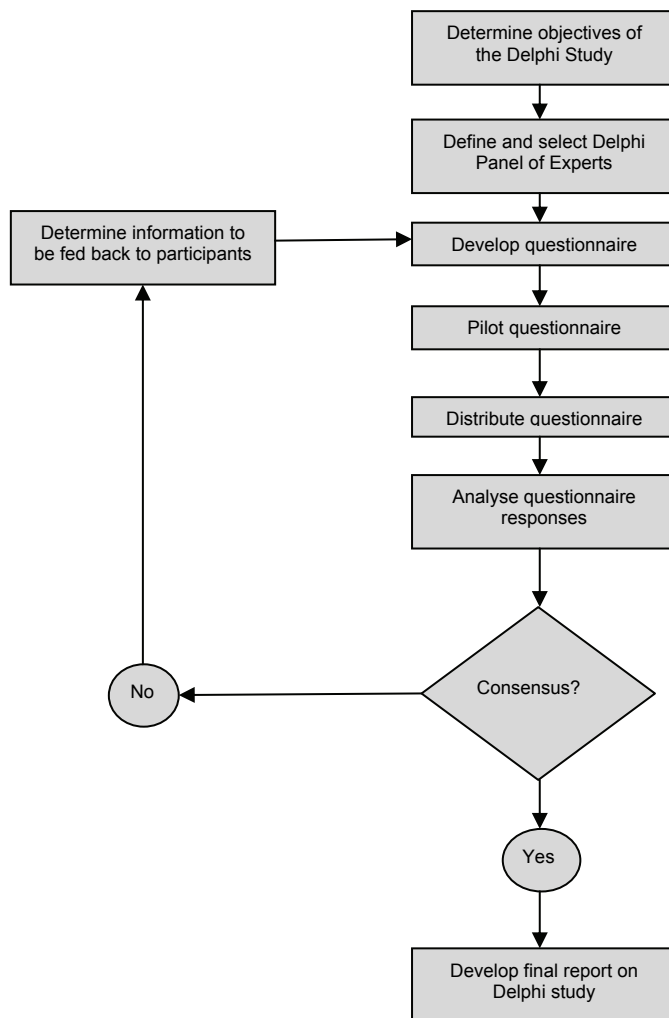 Determine objectives of
the Delphi Study
Define and select Delphi
Panel of Experts
Determine information to
be fed back to participants
Develop questionnaire
Pilot questionnaire
Distribute questionnaire
Analyse questionnaire
responses
Consensus?
No
Yes
Develop final report on
Delphi study